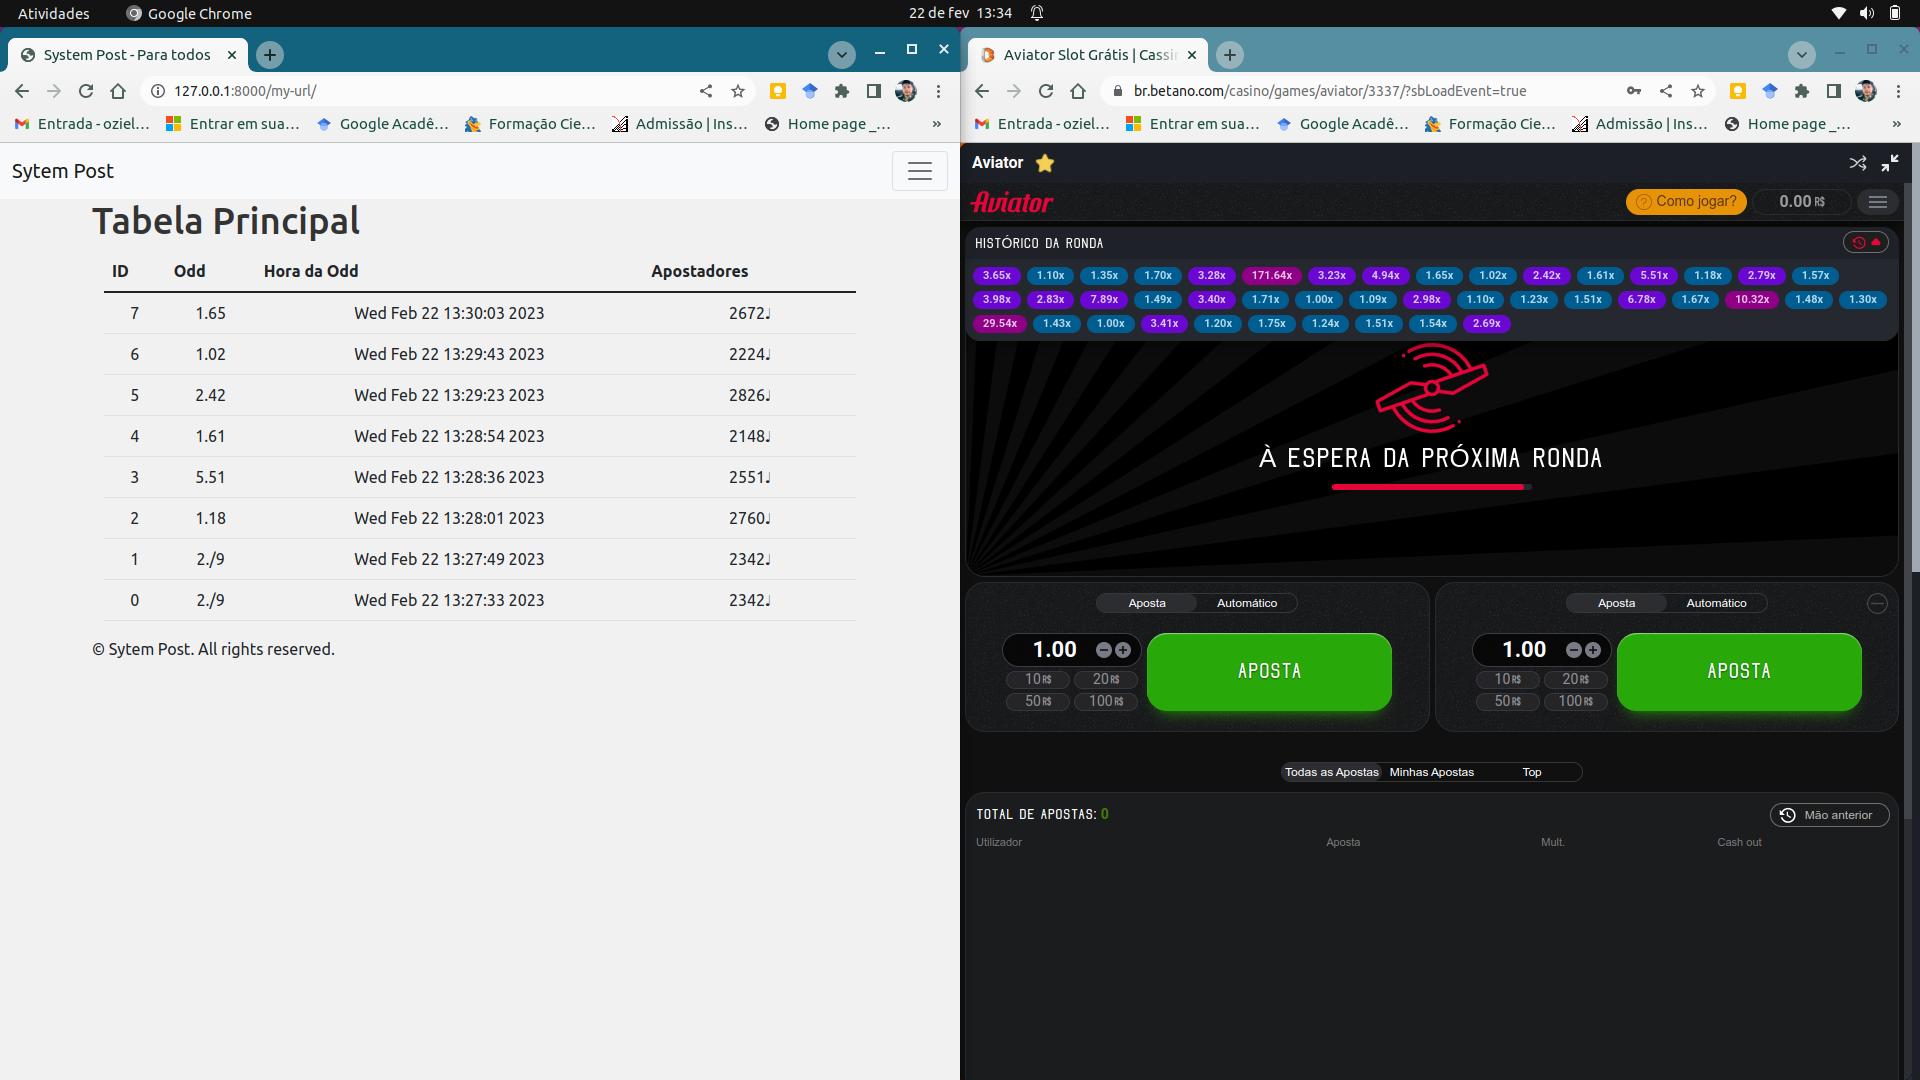 Atividades
Google Chrome
22 de fev 13:34
Sytem Post - Para todos
127.0.0.1:8000/my-url/
Entrada - oziel...
Entrar em sua...
Google Acadê...
Formação Cie...
Admissão | Ins...
Home page _...
»
Sytem Post
Tabela Principal
ID Odd Hora da Odd Apostadores
7 1.65 Wed Feb 22 13:30:03 2023 2672
6 1.02 Wed Feb 22 13:29:43 2023 2224
5 2.42 Wed Feb 22 13:29:23 2023 2826
4 1.61 Wed Feb 22 13:28:54 2023 2148
3 5.51 Wed Feb 22 13:28:36 2023 2551
2 1.18 Wed Feb 22 13:28:01 2023 2760
1 2./9 Wed Feb 22 13:27:49 2023 2342
0 2./9 Wed Feb 22 13:27:33 2023 2342
© Sytem Post. All rights reserved.
Aviator Slot Grátis | Cassi
br.betano.com/casino/games/aviator/3337/?sbLoadEvent=true
Entrada - oziel...
Entrar em sua...
Google Acadê...
Formação Cie...
Admissão | Ins...
Home page _...
»
Aviator
Aviator
? Como jogar?
0.00 R$
HISTÓRICO DA RONDA
3.65x 1.10x 1.35x 1.70x 3.28x 171.64x 3.23x 4.94x 1.65x 1.02x 2.42x 1.61x 5.51x 1.18x 2.79x 1.57x
3.98x 2.83x 7.89x 1.49x 3.40x 1.71x 1.00x 1.09x 2.98x 1.10x 1.23x 1.51x 6.78x 1.67x 10.32x 1.48x 1.30x
29.54x 1.43x 1.00x 3.41x 1.20x 1.75x 1.24x 1.51x 1.54x 2.69x
À ESPERA DA PRÓXIMA RONDA
Aposta Automático
1.00
10 R$ 20 R$
50 R$ 100 R$
APOSTA
Aposta Automático
1.00
10 R$ 20 R$
50 R$ 100 R$
APOSTA
Todas as Apostas Minhas Apostas Top
TOTAL DE APOSTAS: 0
Mão anterior
Utilizador Aposta Mult. Cash out